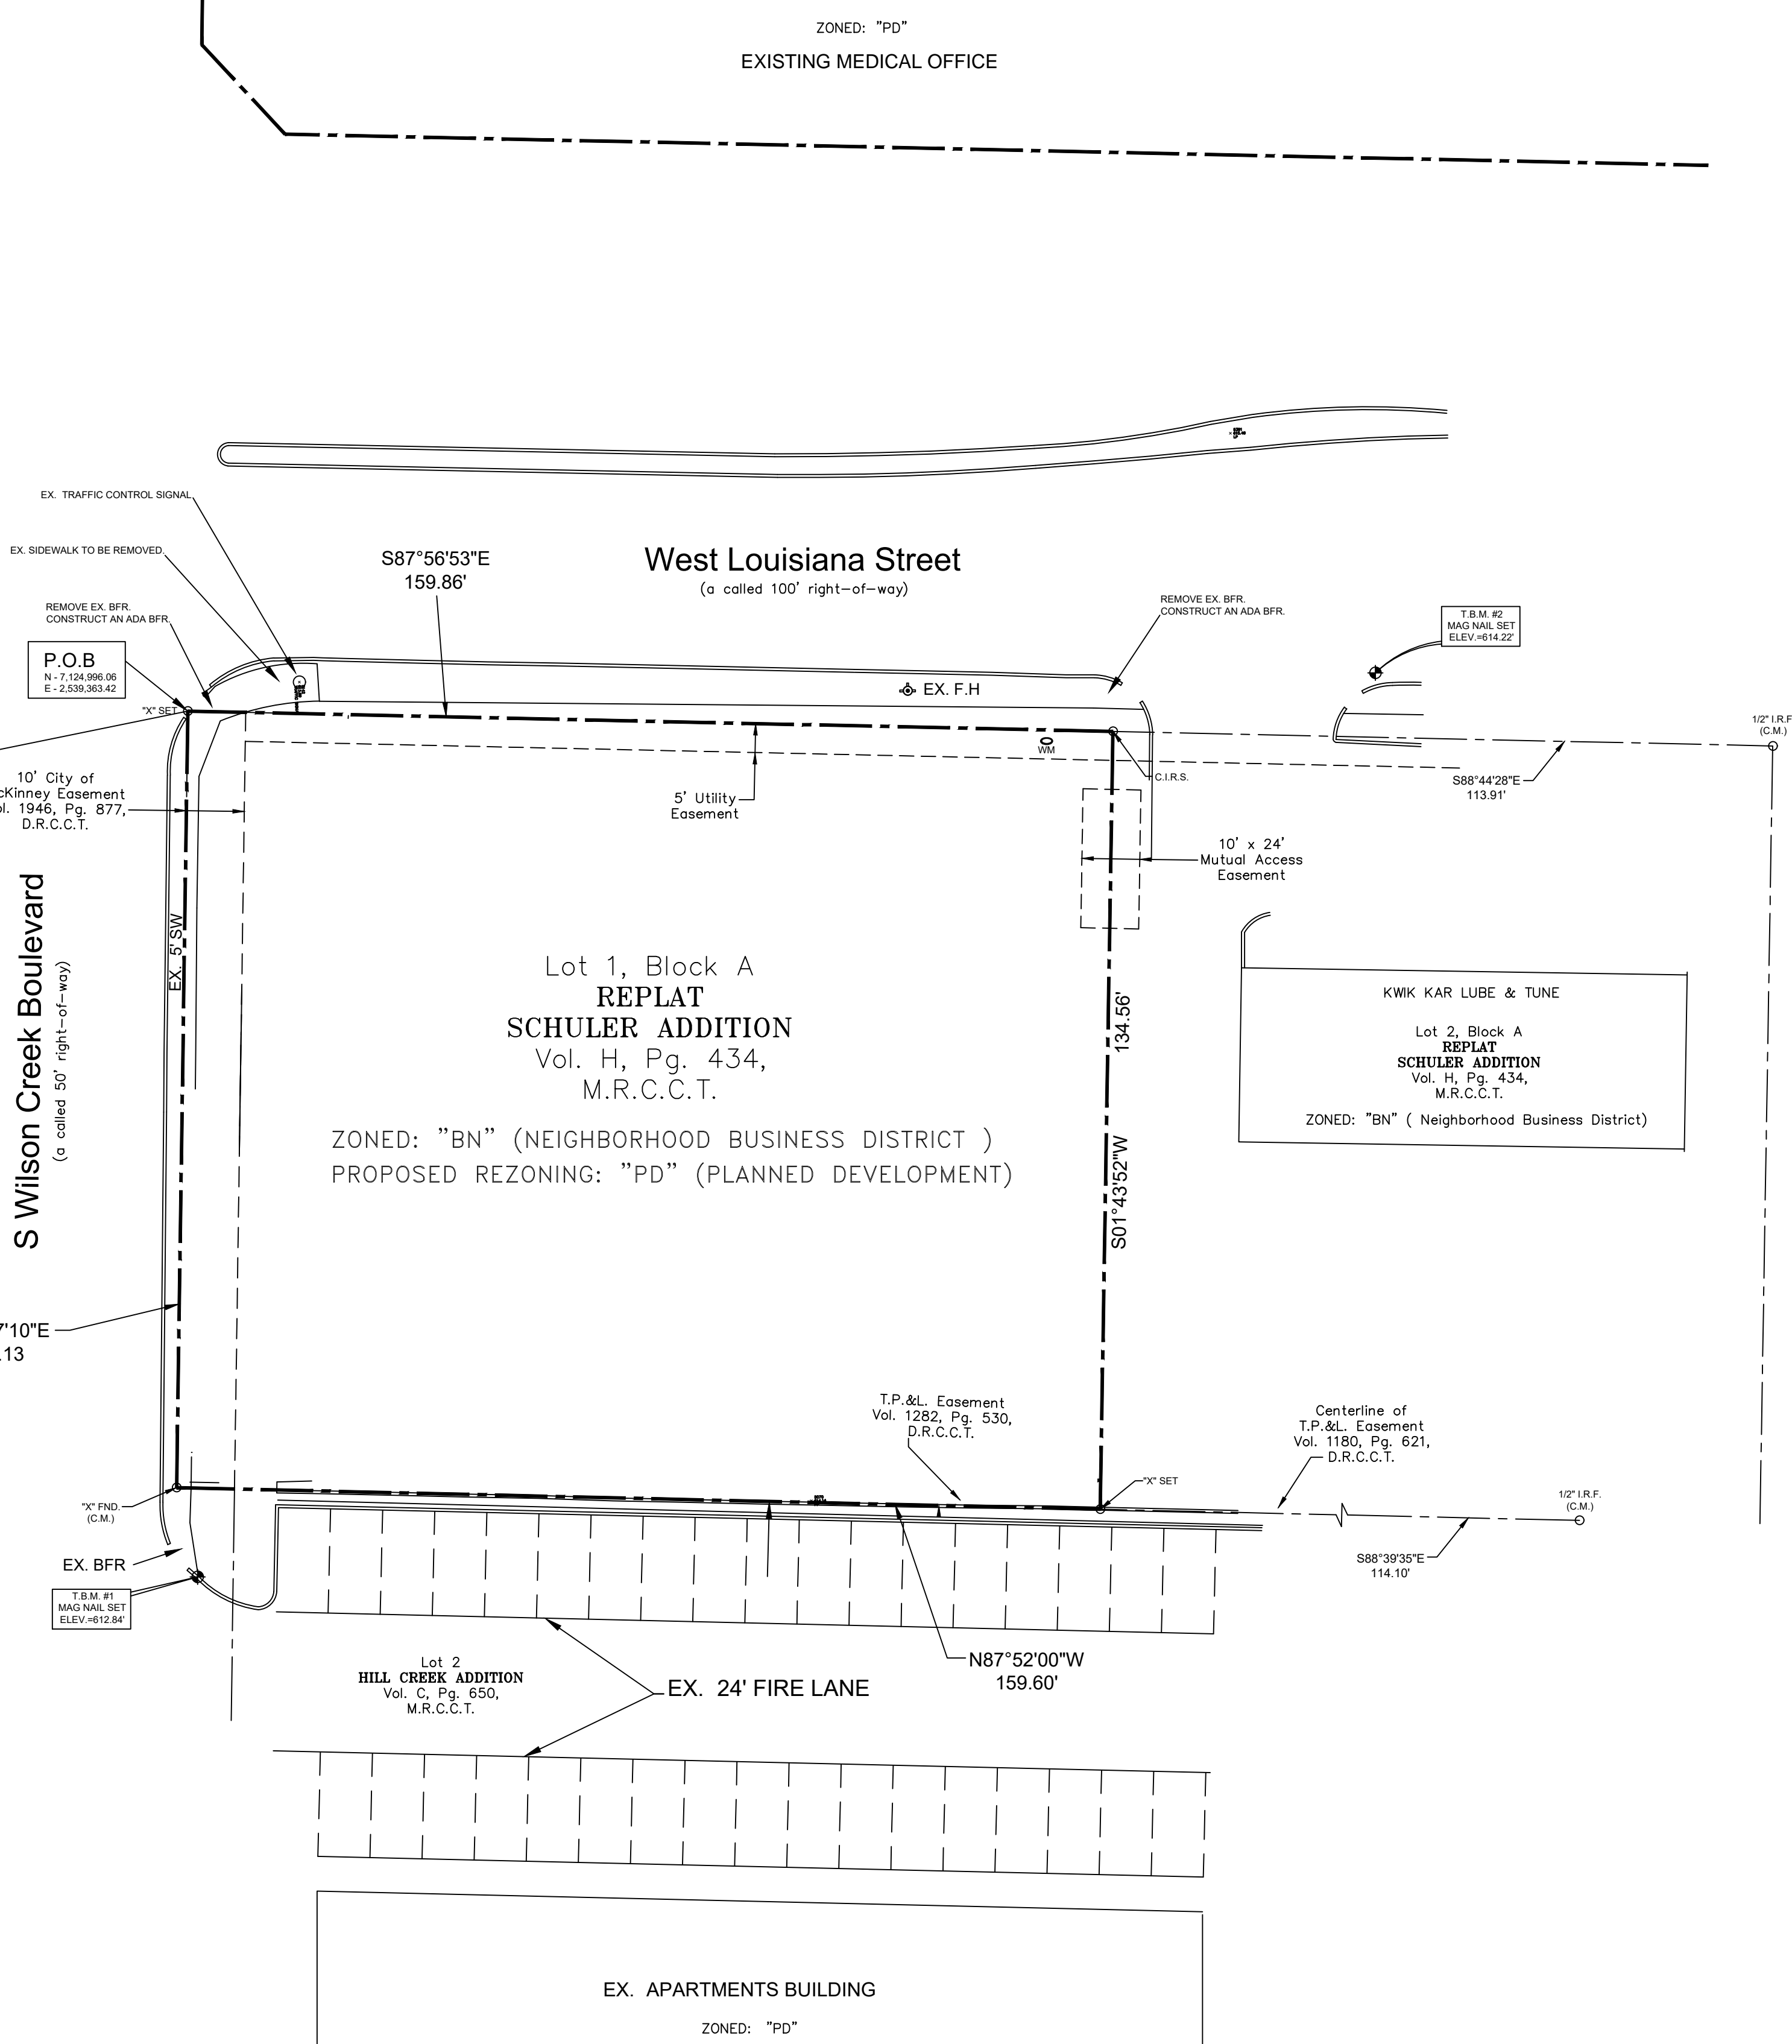 ZONED: "PD"
EXISTING MEDICAL OFFICE
EX. TRAFFIC CONTROL SIGNAL
EX. SIDEWALK TO BE REMOVED.
S87°56'53"E
159.86'
West Louisiana Street
(a called 100' right-of-way)
REMOVE EX. BFR.
CONSTRUCT AN ADA BFR.
REMOVE EX. BFR.
CONSTRUCT AN ADA BFR.
T.B.M. #2
MAG NAIL SET
ELEV.=614.22'
P.O.B
N - 7,124,996.06
E - 2,539,363.42
"X" SET
EX. F.H
WM
C.I.R.S.
1/2" I.R.F
(C.M.)
S88°44'28"E
113.91'
10' City of
cKinney Easement
ol. 1946, Pg. 877,
D.R.C.C.T.
5' Utility
Easement
10' x 24'
Mutual Access
Easement
S Wilson Creek Boulevard
(a called 50' right-of-way)
EX. 5' SW
Lot 1, Block A
REPLAT
SCHULER ADDITION
Vol. H, Pg. 434,
M.R.C.C.T.
ZONED: "BN" (NEIGHBORHOOD BUSINESS DISTRICT )
PROPOSED REZONING: "PD" (PLANNED DEVELOPMENT)
S01°43'52"W
134.56'
KWIK KAR LUBE & TUNE
Lot 2, Block A
REPLAT
SCHULER ADDITION
Vol. H, Pg. 434,
M.R.C.C.T.
ZONED: "BN" ( Neighborhood Business District)
7'10"E
.13
T.P.&L. Easement
Vol. 1282, Pg. 530,
D.R.C.C.T.
Centerline of
T.P.&L. Easement
Vol. 1180, Pg. 621,
D.R.C.C.T.
"X" SET
"X" FND.
(C.M.)
1/2" I.R.F.
(C.M.)
EX. BFR
S88°39'35"E
114.10'
T.B.M. #1
MAG NAIL SET
ELEV.=612.84'
N87°52'00"W
159.60'
Lot 2
HILL CREEK ADDITION
Vol. C, Pg. 650,
M.R.C.C.T.
EX. 24' FIRE LANE
EX. APARTMENTS BUILDING
ZONED: "PD"